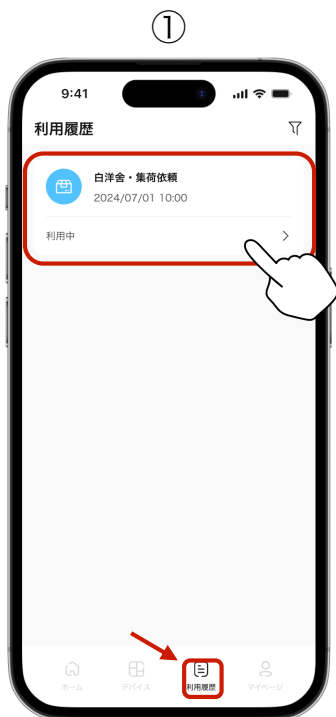 ①
9:41
利用履歴
白洋舍・集荷依頼
2024/07/01 10:00
利用中
ホーム
デバイス
利用履歴
マイページ